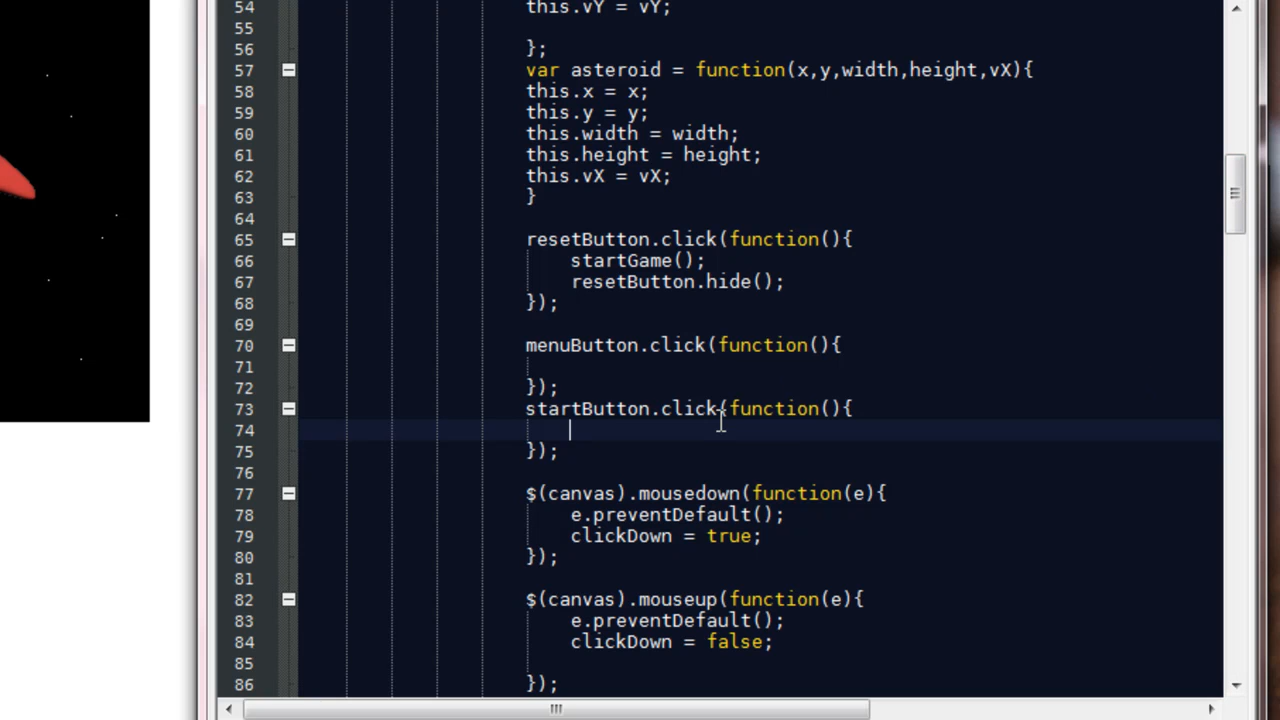 54 this.vY = vY;
55
56 };
57 var asteroid = function(x,y,width,height,vX){
58 this.x = x;
59 this.y = y;
60 this.width = width;
61 this.height = height;
62 this.vX = vX;
63 }
64
65 resetButton.click(function(){
66 startGame();
67 resetButton.hide();
68 });
69
70 menuButton.click(function(){
71
72 });
73 startButton.click(function(){
74
75 });
76
77 $(canvas).mousedown(function(e){
78 e.preventDefault();
79 clickDown = true;
80 });
81
82 $(canvas).mouseup(function(e){
83 e.preventDefault();
84 clickDown = false;
85
86 });